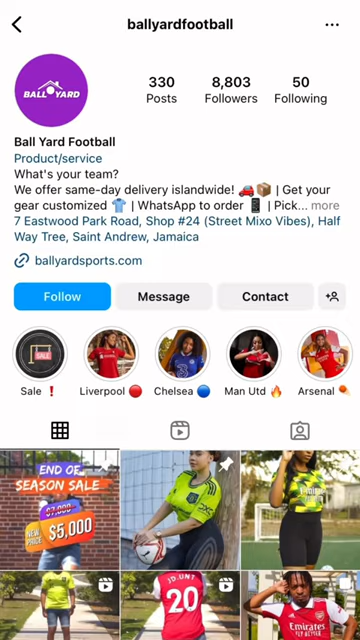 ballyardfootball
BALL YARD
330
Posts
8,803
Followers
50
Following
Ball Yard Football
Product/service
What's your team?
We offer same-day delivery islandwide! 🚗📦 | Get your
gear customized 👕 | WhatsApp to order 📱 | Pick... more
7 Eastwood Park Road, Shop #24 (Street Mixo Vibes), Half
Way Tree, Saint Andrew, Jamaica
ballyardsports.com
Follow
Message
Contact
SALE
Sale ❗
Liverpool 🔴
Chelsea 🔵
Man Utd 🔥
Arsenal ☄️
END OF
SEASON SALE
$7,000
NEW
PRICE
$5,000
JD.UNT
20
Emirates